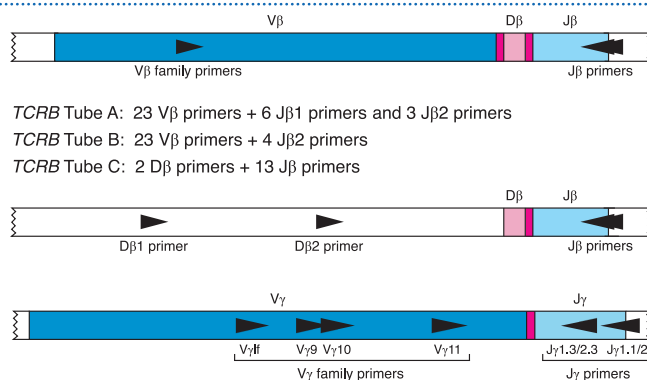 Vβ Dβ Jβ
Vβ family primers Jβ primers
TCRB Tube A: 23 Vβ primers + 6 Jβ1 primers and 3 Jβ2 primers
TCRB Tube B: 23 Vβ primers + 4 Jβ2 primers
TCRB Tube C: 2 Dβ primers + 13 Jβ primers
Dβ Jβ
Dβ1 primer Dβ2 primer Jβ primers
Vγ Jγ
VγIf Vγ9 Vγ10 Vγ11 Jγ1.3/2.3 Jγ1.1/2
Vγ family primers Jγ primers